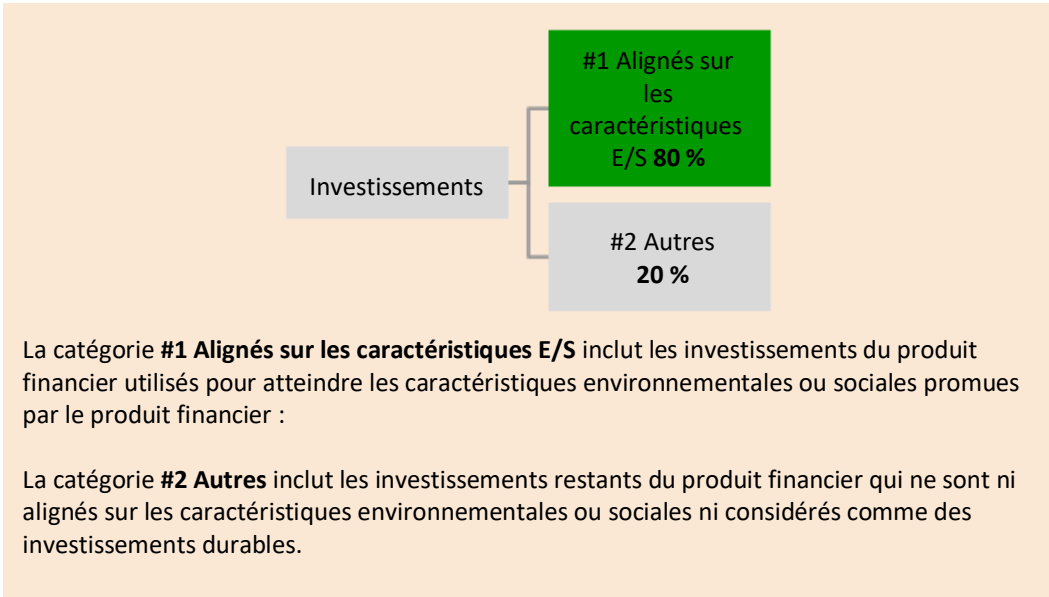 #1 Alignés sur
les
caractéristiques
E/S 80 %
Investissements
#2 Autres
20 %
La catégorie #1 Alignés sur les caractéristiques E/S inclut les investissements du produit
financier utilisés pour atteindre les caractéristiques environnementales ou sociales promues
par le produit financier :
La catégorie #2 Autres inclut les investissements restants du produit financier qui ne sont ni
alignés sur les caractéristiques environnementales ou sociales ni considérés comme des
investissements durables.